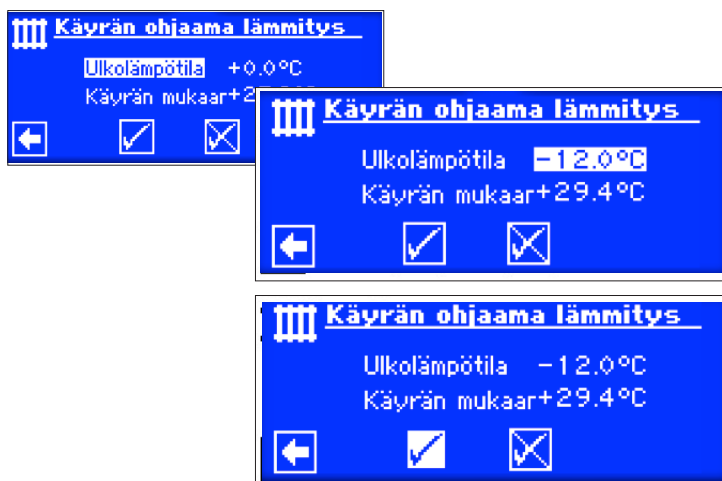 Käyrän ohjaama lämmitys
Ulkolämpötila +0.0°C
Käyrän mukaar+2
Käyrän ohjaama lämmitys
Ulkolämpötila -12.0°C
Käyrän mukaar+29.4°C
Käyrän ohjaama lämmitys
Ulkolämpötila -12.0°C
Käyrän mukaar+29.4°C